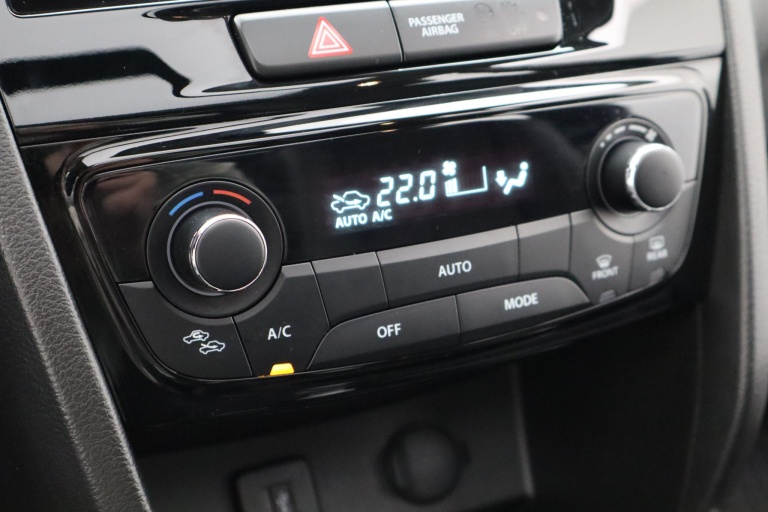 PASSENGER
AIRBAG
22.0
AUTO A/C
AUTO
FRONT
REAR
A/C
OFF
MODE